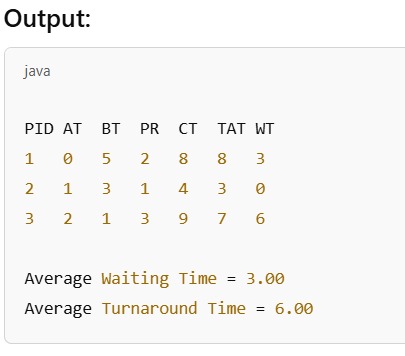 Output:
java
PID AT BT PR CT TAT WT
1 0 5 2 8 8 3
2 1 3 1 4 3 0
3 2 1 3 9 7 6
Average Waiting Time = 3.00
Average Turnaround Time = 6.00